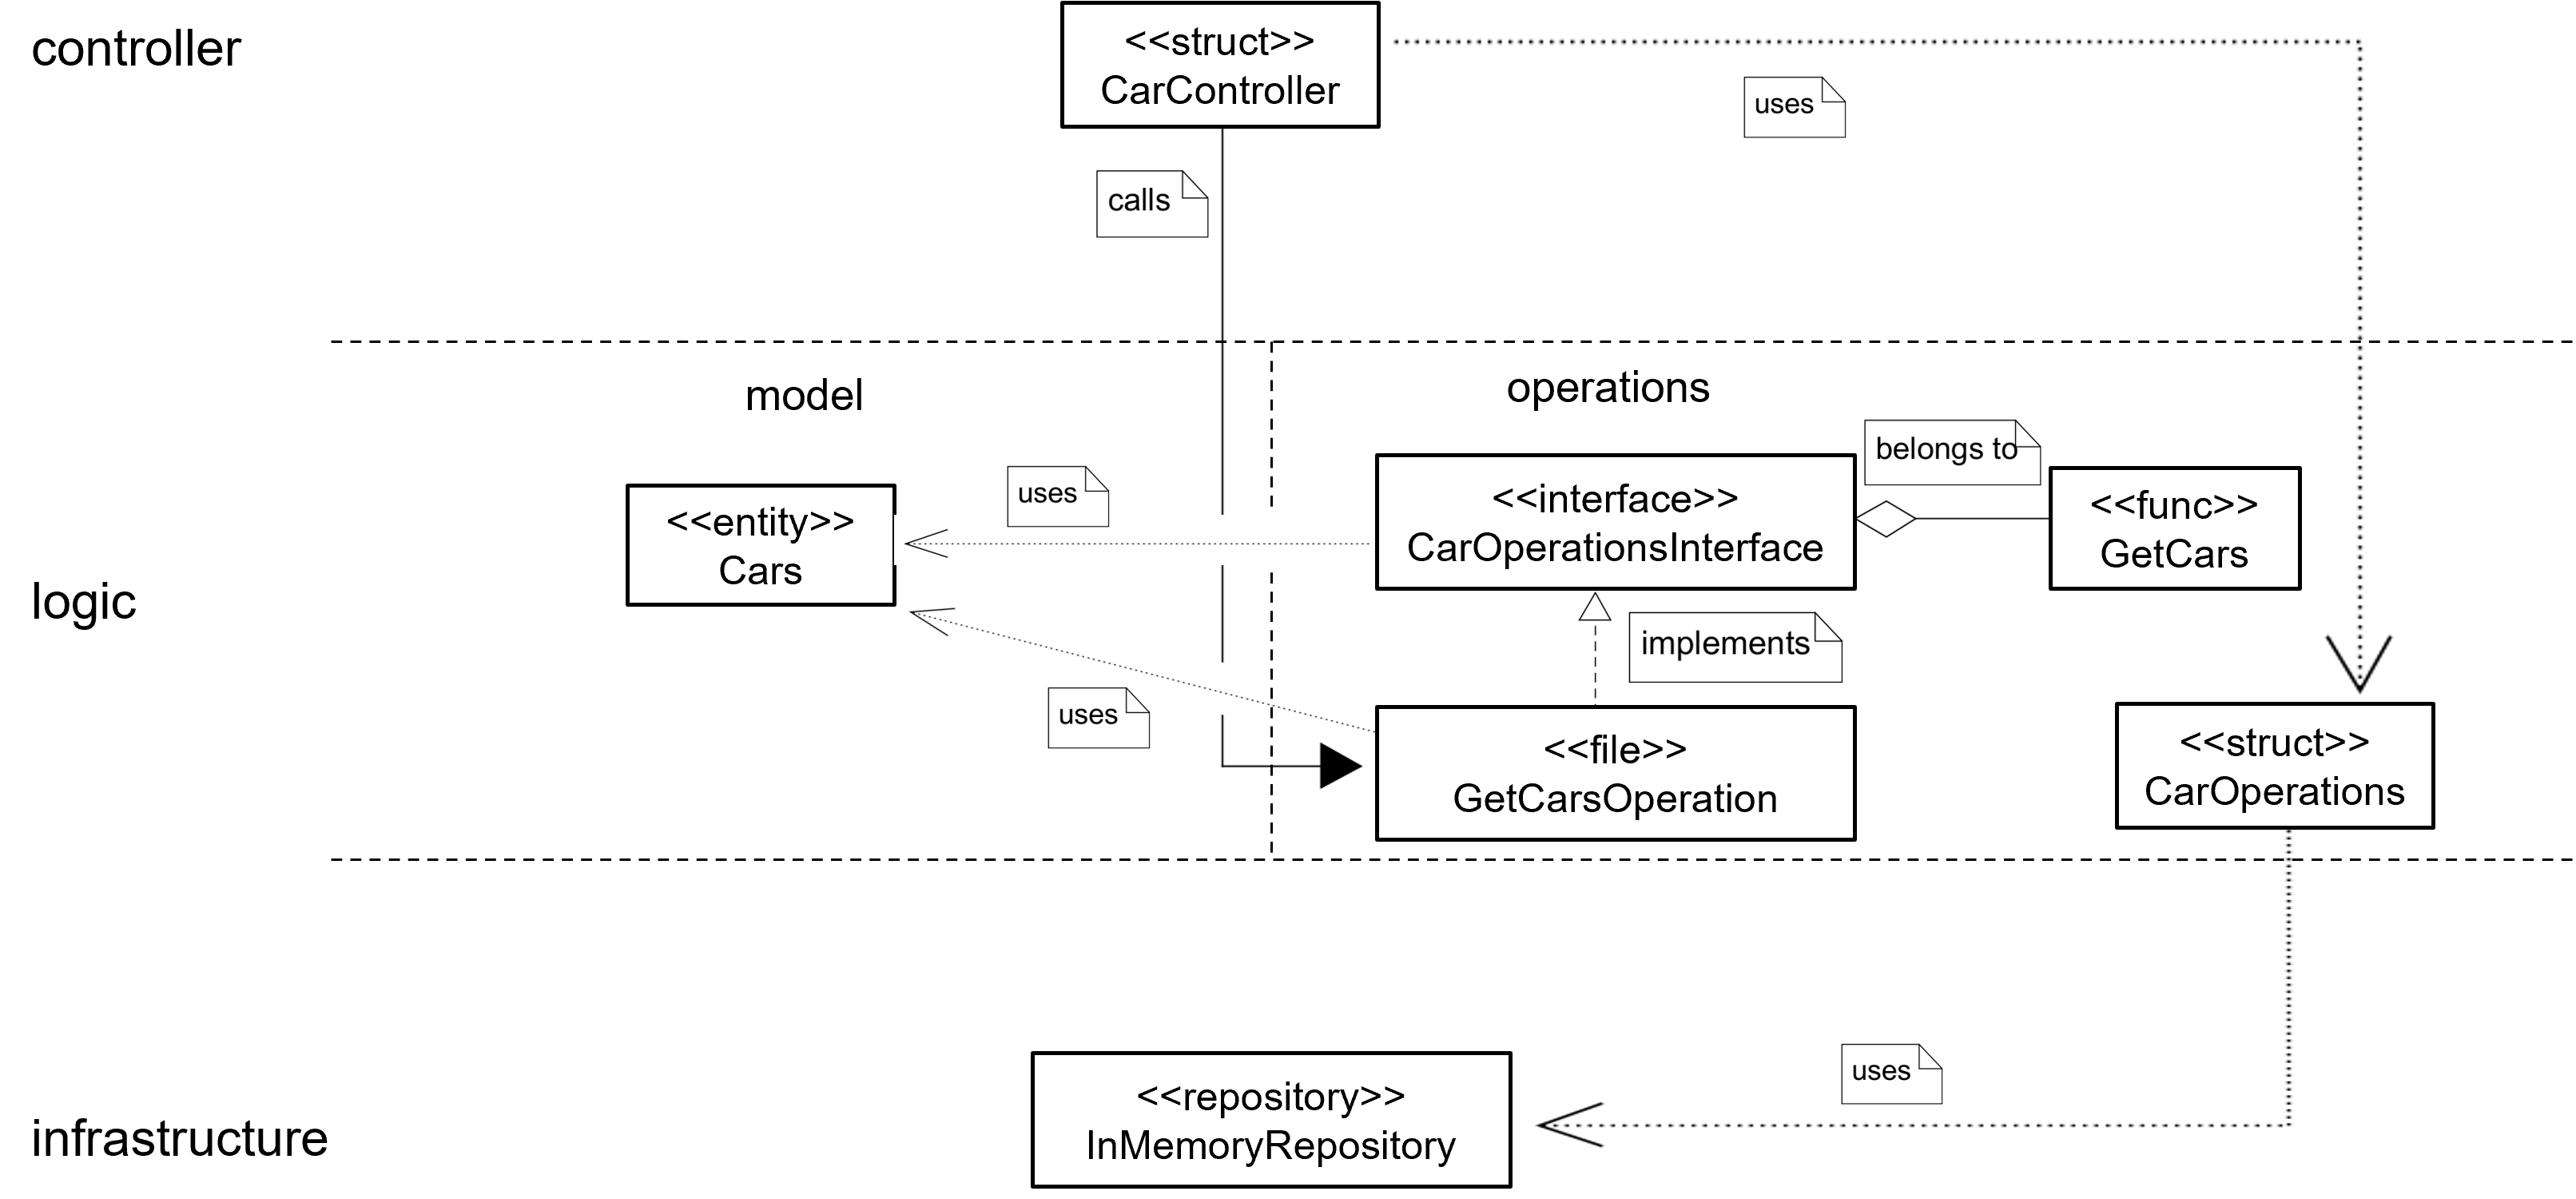 controller
<<struct>>
CarController
uses
calls
model
operations
uses
<<entity>>
Cars
<<interface>>
CarOperationsInterface
belongs to
<<func>>
GetCars
logic
implements
uses
<<file>>
GetCarsOperation
<<struct>>
CarOperations
infrastructure
<<repository>>
InMemoryRepository
uses